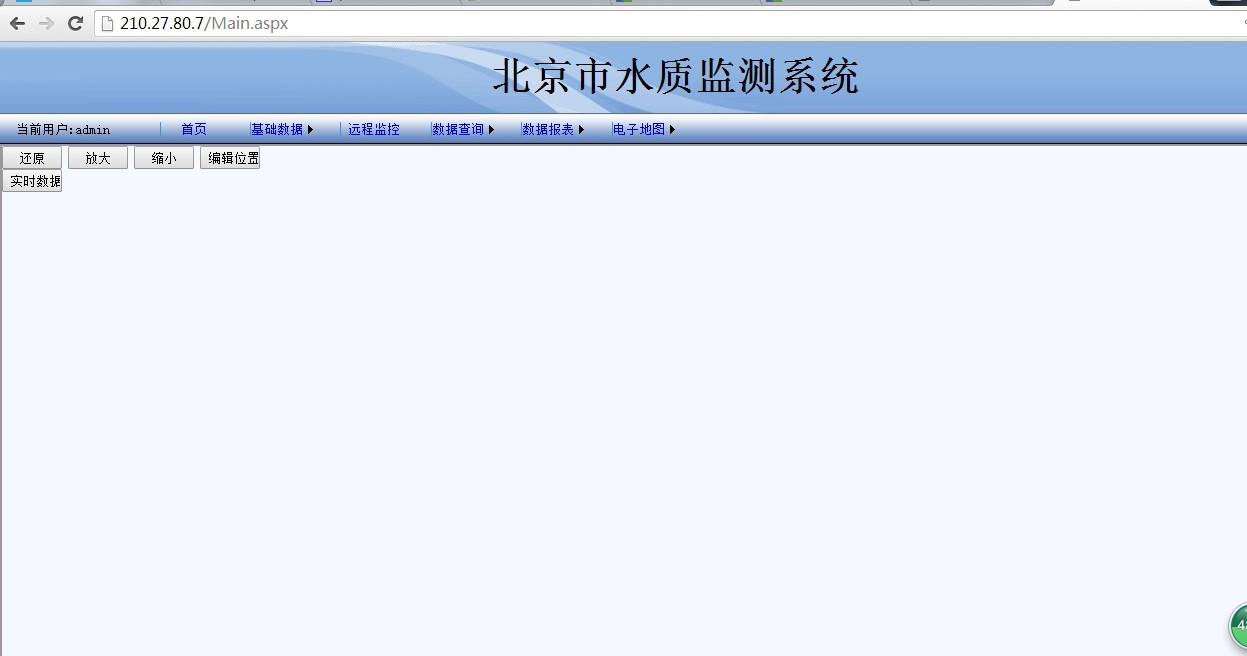 210.27.80.7/Main.aspx
北京市水质监测系统
当前用户:admin 首页 基础数据 远程监控 数据查询 数据报表 电子地图
还原 放大 缩小 编辑位置
实时数据